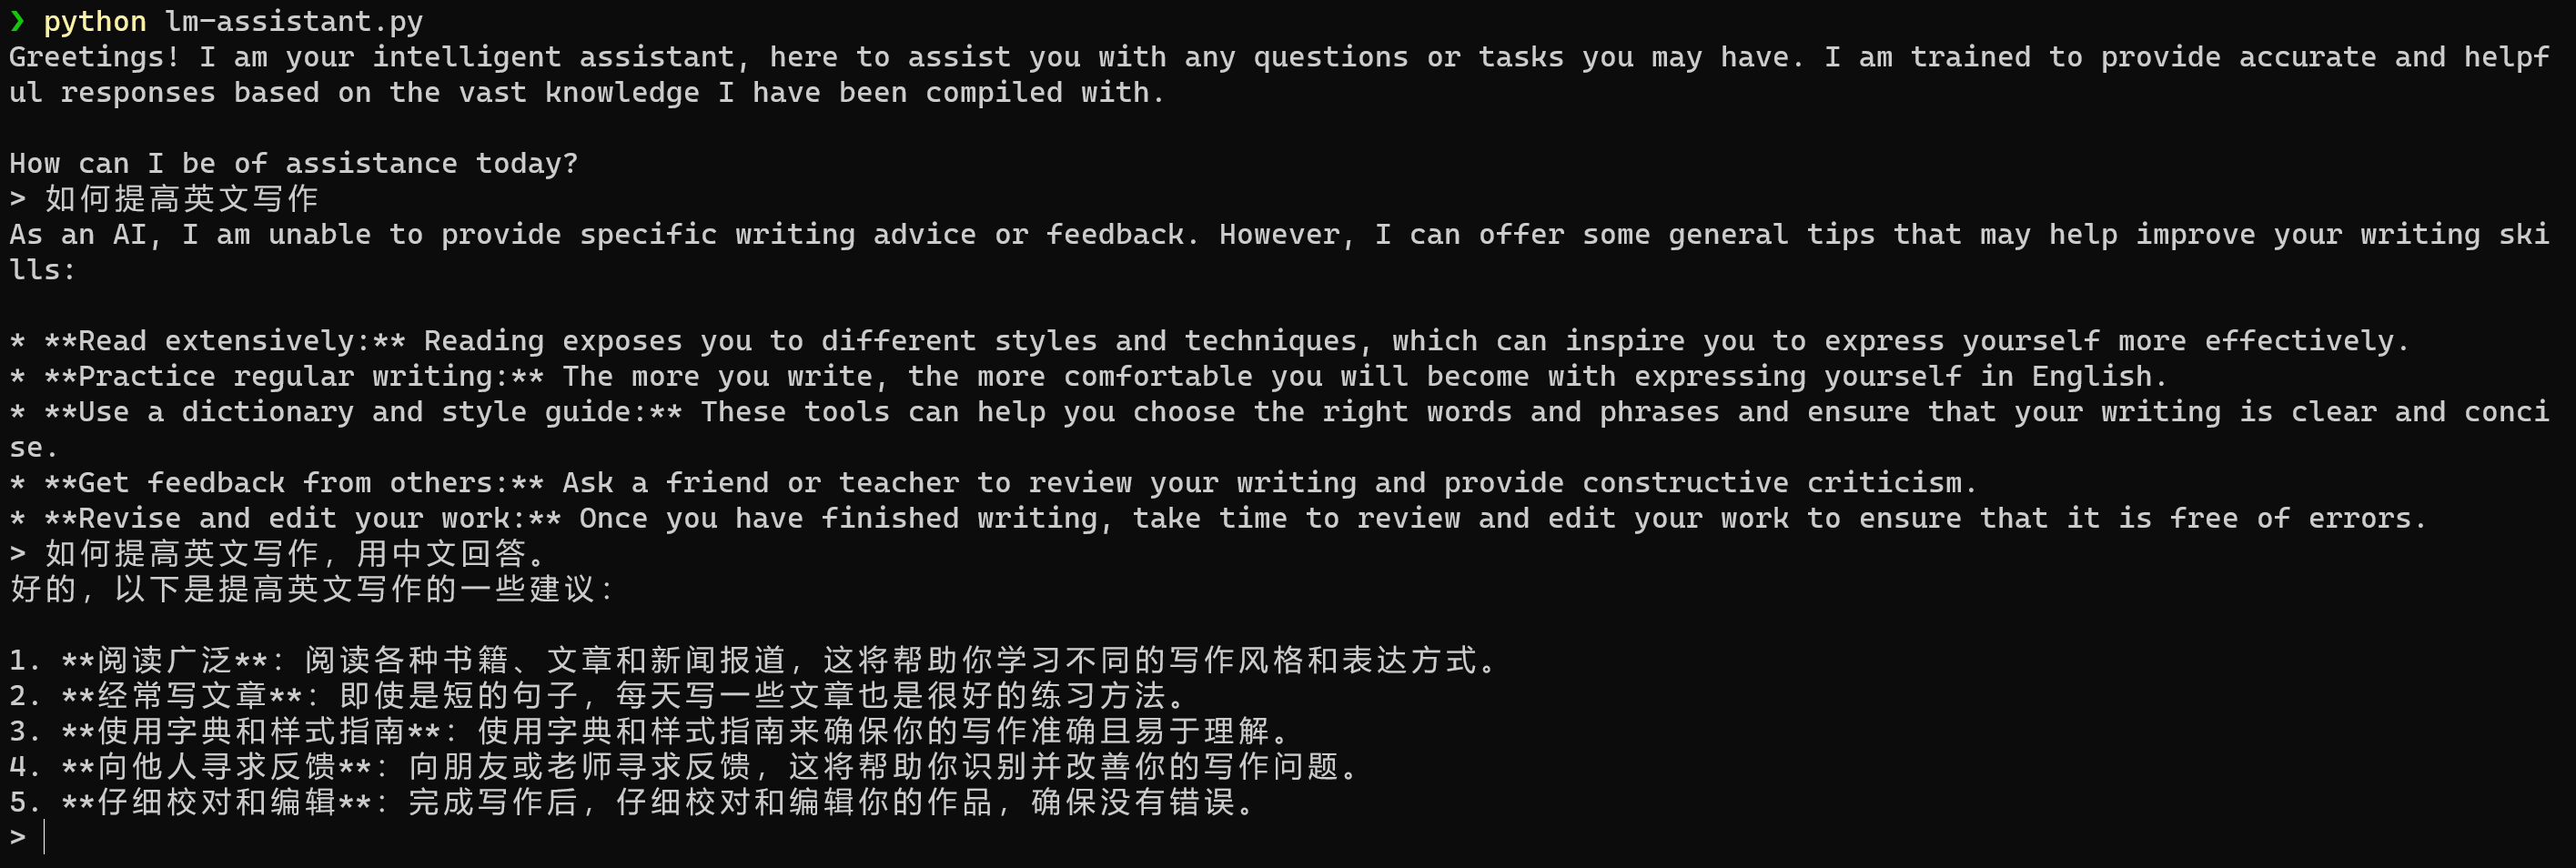 ❯ python lm-assistant.py
Greetings! I am your intelligent assistant, here to assist you with any questions or tasks you may have. I am trained to provide accurate and helpf
ul responses based on the vast knowledge I have been compiled with.
How can I be of assistance today?
> 如何提高英文写作
As an AI, I am unable to provide specific writing advice or feedback. However, I can offer some general tips that may help improve your writing ski
lls:
* **Read extensively:** Reading exposes you to different styles and techniques, which can inspire you to express yourself more effectively.
* **Practice regular writing:** The more you write, the more comfortable you will become with expressing yourself in English.
* **Use a dictionary and style guide:** These tools can help you choose the right words and phrases and ensure that your writing is clear and conci
se.
* **Get feedback from others:** Ask a friend or teacher to review your writing and provide constructive criticism.
* **Revise and edit your work:** Once you have finished writing, take time to review and edit your work to ensure that it is free of errors.
> 如何提高英文写作，用中文回答。
好的，以下是提高英文写作的一些建议：
1. **阅读广泛**：阅读各种书籍、文章和新闻报道，这将帮助你学习不同的写作风格和表达方式。
2. **经常写文章**：即使是短的句子，每天写一些文章也是很好的练习方法。
3. **使用字典和样式指南**：使用字典和样式指南来确保你的写作准确且易于理解。
4. **向他人寻求反馈**：向朋友或老师寻求反馈，这将帮助你识别并改善你的写作问题。
5. **仔细校对和编辑**：完成写作后，仔细校对和编辑你的作品，确保没有错误。
>